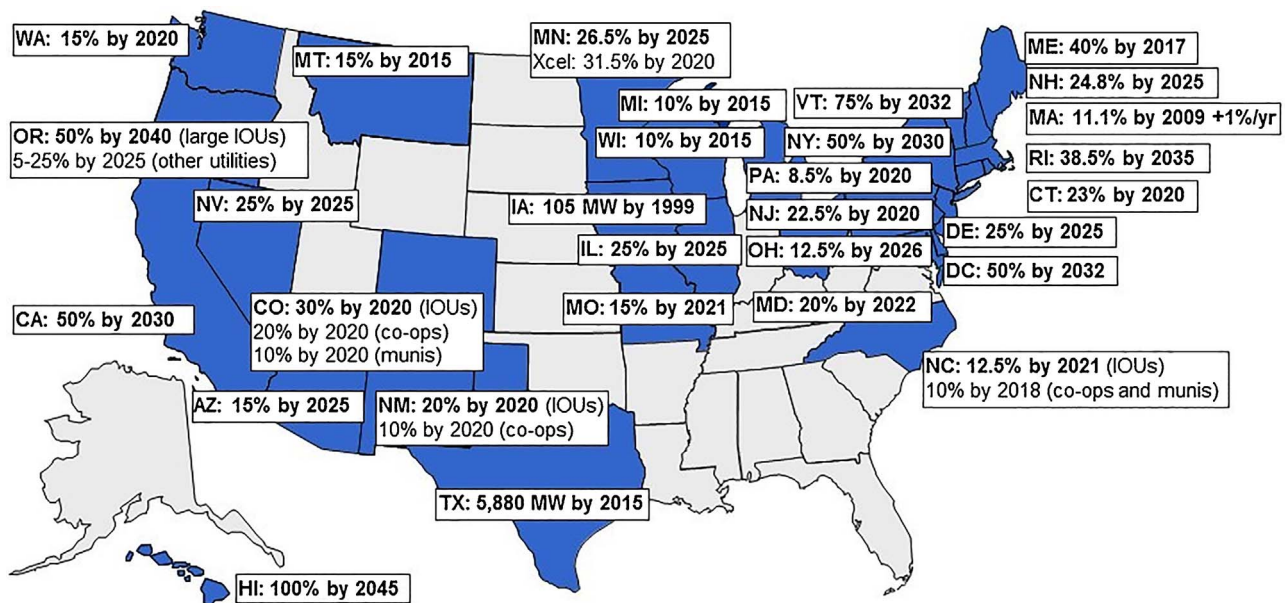 WA: 15% by 2020
MT: 15% by 2015
MN: 26.5% by 2025
Xcel: 31.5% by 2020
ME: 40% by 2017
NH: 24.8% by 2025
MI: 10% by 2015
VT: 75% by 2032
MA: 11.1% by 2009 +1%/yr
OR: 50% by 2040 (large IOUs)
5-25% by 2025 (other utilities)
WI: 10% by 2015
NY: 50% by 2030
RI: 38.5% by 2035
PA: 8.5% by 2020
CT: 23% by 2020
NV: 25% by 2025
IA: 105 MW by 1999
NJ: 22.5% by 2020
DE: 25% by 2025
IL: 25% by 2025
OH: 12.5% by 2026
DC: 50% by 2032
CA: 50% by 2030
CO: 30% by 2020 (IOUs)
20% by 2020 (co-ops)
10% by 2020 (munis)
MO: 15% by 2021
MD: 20% by 2022
NC: 12.5% by 2021 (IOUs)
10% by 2018 (co-ops and munis)
AZ: 15% by 2025
NM: 20% by 2020 (IOUs)
10% by 2020 (co-ops)
TX: 5,880 MW by 2015
HI: 100% by 2045